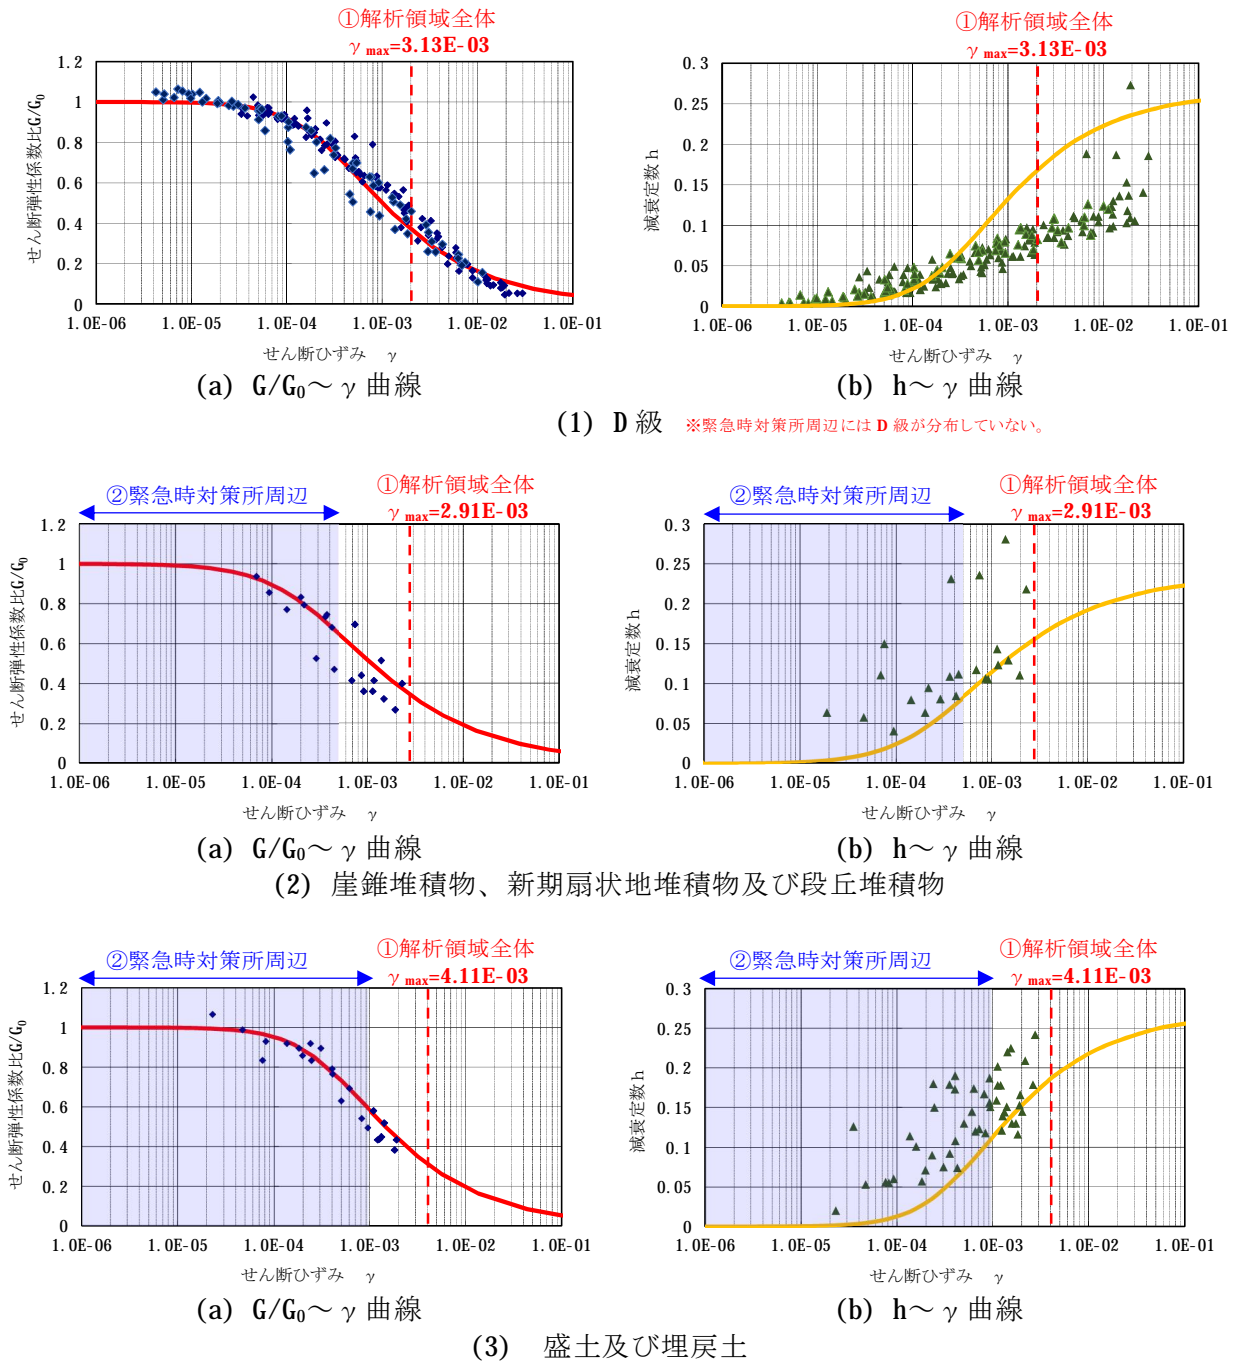 ①解析領域全体
γ max=3.13E-03
1.2
1
0.8
0.6
0.4
0.2
0
せん断弾性係数比G/G0
1.0E-06 1.0E-05 1.0E-04 1.0E-03 1.0E-02 1.0E-01
せん断ひずみ γ
(a) G/G0～γ曲線
①解析領域全体
γ max=3.13E-03
0.3
0.25
0.2
0.15
0.1
0.05
0
減衰定数h
1.0E-06 1.0E-05 1.0E-04 1.0E-03 1.0E-02 1.0E-01
せん断ひずみ γ
(b) h～γ曲線
(1) D級 ※緊急時対策所周辺にはD級が分布していない。
②緊急時対策所周辺
①解析領域全体
γ max=2.91E-03
1.2
1
0.8
0.6
0.4
0.2
0
せん断弾性係数比G/G0
1.0E-06 1.0E-05 1.0E-04 1.0E-03 1.0E-02 1.0E-01
せん断ひずみ γ
(a) G/G0～γ曲線
②緊急時対策所周辺
①解析領域全体
γ max=2.91E-03
0.3
0.25
0.2
0.15
0.1
0.05
0
減衰定数h
1.0E-06 1.0E-05 1.0E-04 1.0E-03 1.0E-02 1.0E-01
せん断ひずみ γ
(b) h～γ曲線
(2) 崖錐堆積物、新期扇状地堆積物及び段丘堆積物
②緊急時対策所周辺
①解析領域全体
γ max=4.11E-03
1.2
1
0.8
0.6
0.4
0.2
0
せん断弾性係数比G/G0
1.0E-06 1.0E-05 1.0E-04 1.0E-03 1.0E-02 1.0E-01
せん断ひずみ γ
(a) G/G0～γ曲線
②緊急時対策所周辺
①解析領域全体
γ max=4.11E-03
0.3
0.25
0.2
0.15
0.1
0.05
0
減衰定数h
1.0E-06 1.0E-05 1.0E-04 1.0E-03 1.0E-02 1.0E-01
せん断ひずみ γ
(b) h～γ曲線
(3) 盛土及び埋戻土